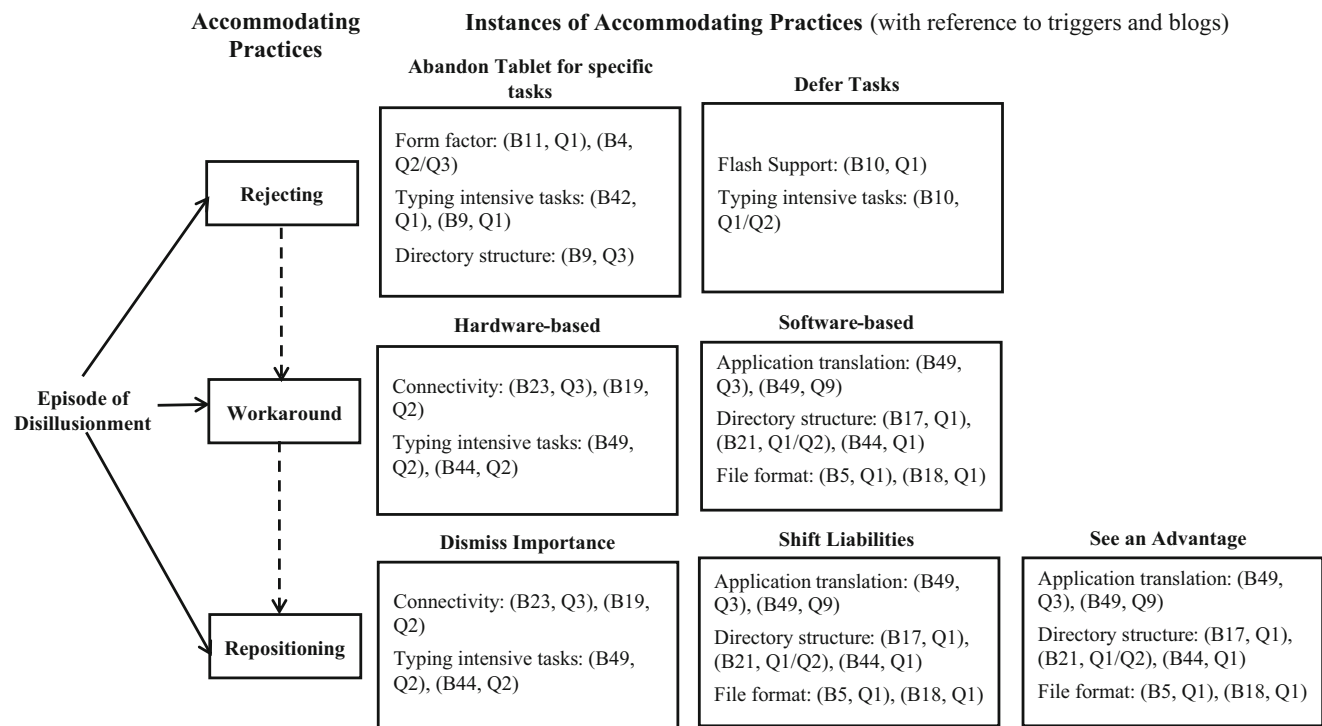 Accommodating
Practices
Instances of Accommodating Practices (with reference to triggers and blogs)
Abandon Tablet for specific
tasks
Defer Tasks
Form factor: (B11, Q1), (B4,
Q2/Q3)
Typing intensive tasks: (B42,
Q1), (B9, Q1)
Directory structure: (B9, Q3)
Flash Support: (B10, Q1)
Typing intensive tasks: (B10,
Q1/Q2)
Rejecting
Hardware-based
Software-based
Connectivity: (B23, Q3), (B19,
Q2)
Typing intensive tasks: (B49,
Q2), (B44, Q2)
Application translation: (B49,
Q3), (B49, Q9)
Directory structure: (B17, Q1),
(B21, Q1/Q2), (B44, Q1)
File format: (B5, Q1), (B18, Q1)
Episode of
Disillusionment
Workaround
Dismiss Importance
Shift Liabilities
See an Advantage
Connectivity: (B23, Q3), (B19,
Q2)
Typing intensive tasks: (B49,
Q2), (B44, Q2)
Application translation: (B49,
Q3), (B49, Q9)
Directory structure: (B17, Q1),
(B21, Q1/Q2), (B44, Q1)
File format: (B5, Q1), (B18, Q1)
Application translation: (B49,
Q3), (B49, Q9)
Directory structure: (B17, Q1),
(B21, Q1/Q2), (B44, Q1)
File format: (B5, Q1), (B18, Q1)
Repositioning